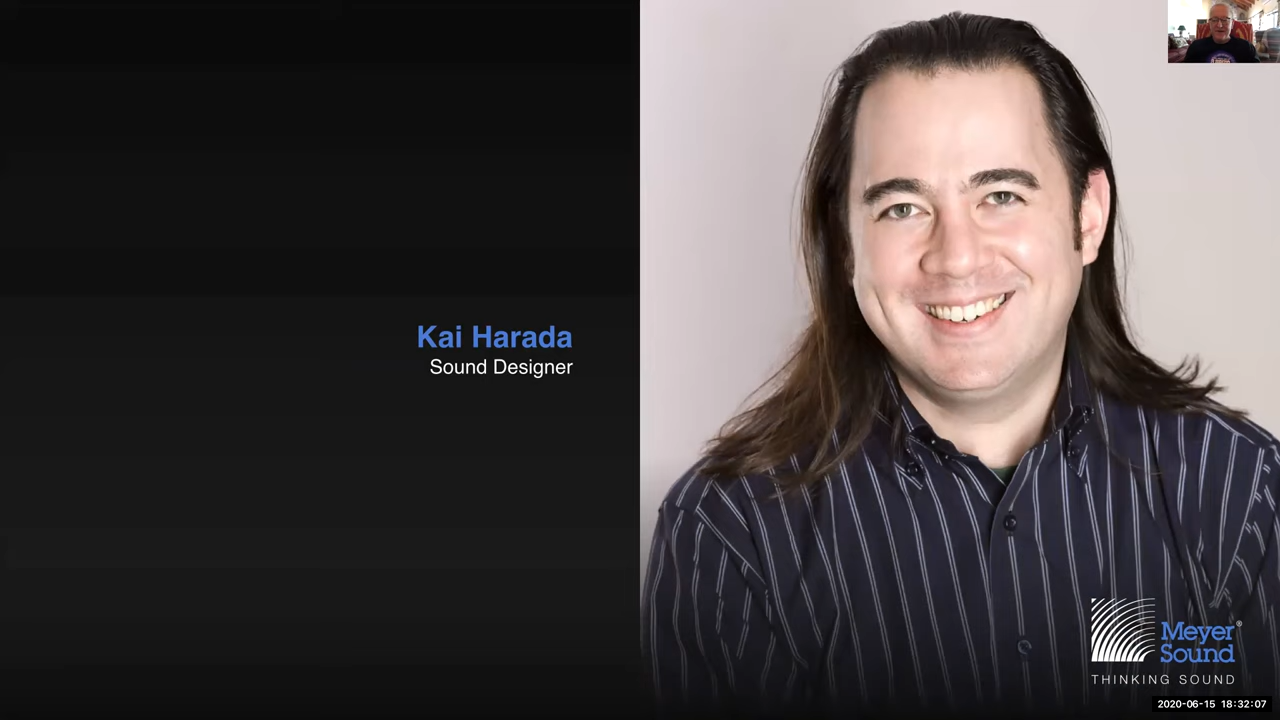 Kai Harada
Sound Designer
Meyer
Sound®
THINKING SOUND
2020-06-15 18:32:07